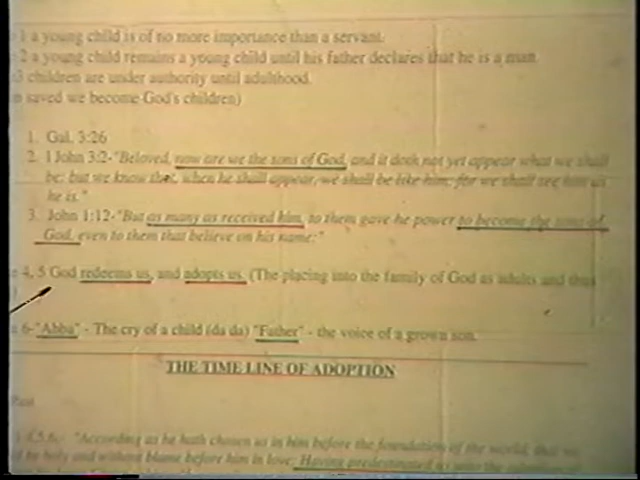 1 a young child is of no more importance than a servant.
2 a young child remains a young child until his father declares that he is a man.
3 children are under authority until adulthood.
saved we become God's children)
1. Gal. 3:26
2. I John 3:2-"Beloved, now are we the sons of God, and it doth not yet appear what we shall
be: but we know that, when he shall appear, we shall be like him; for we shall see him as
he is."
3. John 1:12-"But as many as received him, to them gave he power to become the sons of
God, even to them that believe on his name:"
4, 5 God redeems us, and adopts us. (The placing into the family of God as adults and thus
6-"Abba" - The cry of a child (da da) "Father" - the voice of a grown son.
THE TIME LINE OF ADOPTION
Past
4,5,6- "According as he hath chosen us in him before the foundation of the world, that we
be holy and without blame before him in love: Having predestinated us unto the adoption of